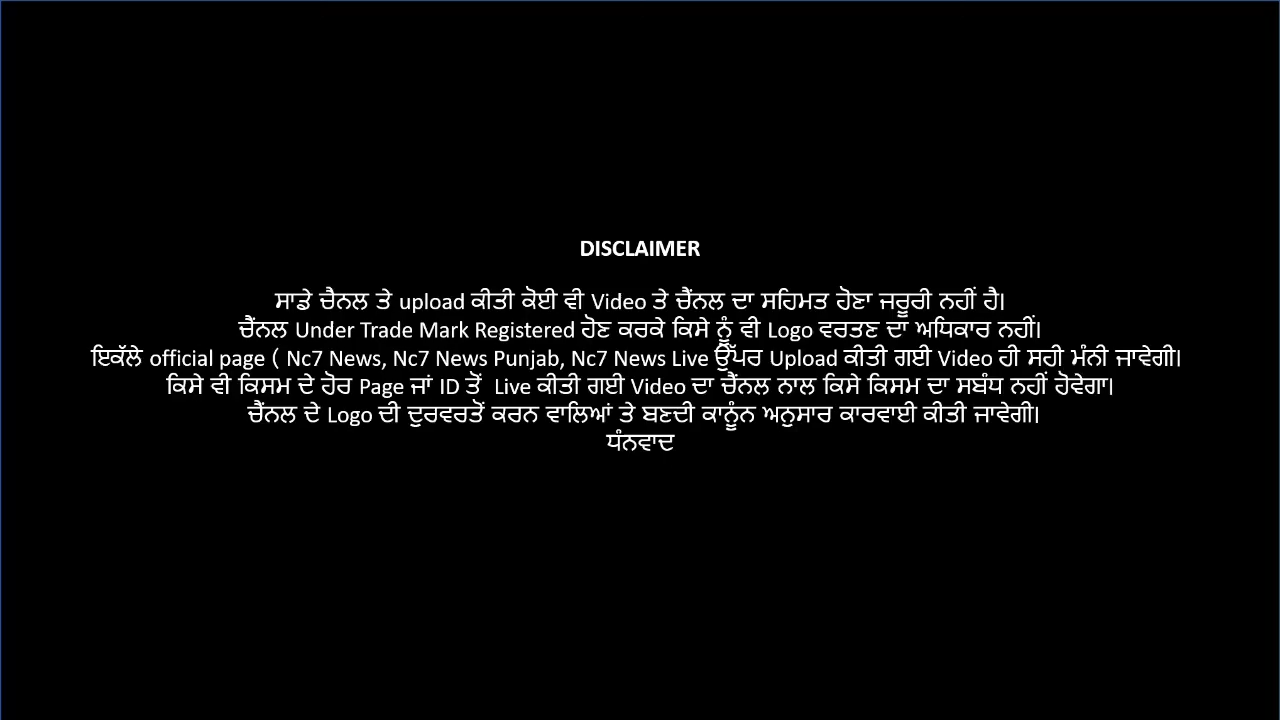 DISCLAIMER
ਸਾਡੇ ਚੈਨਲ ਤੇ upload ਕੀਤੀ ਕੋਈ ਵੀ Video ਤੇ ਚੈਂਨਲ ਦਾ ਸਹਿਮਤ ਹੋਣਾ ਜਰੂਰੀ ਨਹੀਂ ਹੈ।
ਚੈਂਨਲ Under Trade Mark Registered ਹੋਣ ਕਰਕੇ ਕਿਸੇ ਨੂੰ ਵੀ Logo ਵਰਤਣ ਦਾ ਅਧਿਕਾਰ ਨਹੀਂ।
ਇਕੱਲੇ official page ( Nc7 News, Nc7 News Punjab, Nc7 News Live ਉੱਪਰ Upload ਕੀਤੀ ਗਈ Video ਹੀ ਸਹੀ ਮੰਨੀ ਜਾਵੇਗੀ।
ਕਿਸੇ ਵੀ ਕਿਸਮ ਦੇ ਹੋਰ Page ਜਾਂ ID ਤੋਂ  Live ਕੀਤੀ ਗਈ Video ਦਾ ਚੈਂਨਲ ਨਾਲ ਕਿਸੇ ਕਿਸਮ ਦਾ ਸਬੰਧ ਨਹੀਂ ਹੋਵੇਗਾ।
ਚੈਂਨਲ ਦੇ Logo ਦੀ ਦੁਰਵਰਤੋਂ ਕਰਨ ਵਾਲਿਆਂ ਤੇ ਬਣਦੀ ਕਾਨੂੰਨ ਅਨੁਸਾਰ ਕਾਰਵਾਈ ਕੀਤੀ ਜਾਵੇਗੀ।
ਧੰਨਵਾਦ